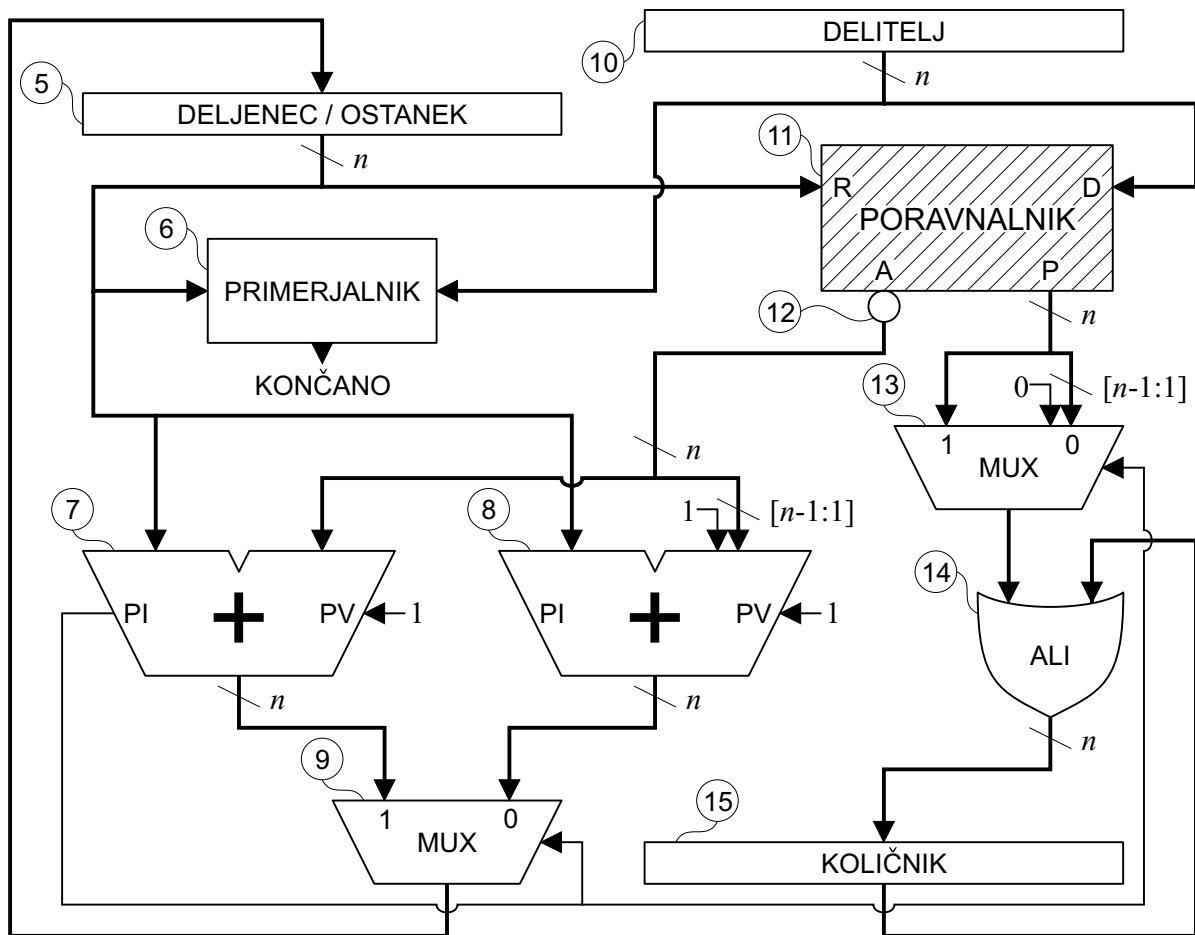 DELITELJ
10
n
5
DELJENEC / OSTANEK
n
11
R
D
PORAVNALNIK
A
P
6
PRIMERJALNIK
12
n
KONČANO
13
0
[n-1:1]
1
0
MUX
n
7
8
1
[n-1:1]
PI
PV
1
PI
PV
1
14
ALI
n
n
n
9
1
0
MUX
15
KOLIČNIK